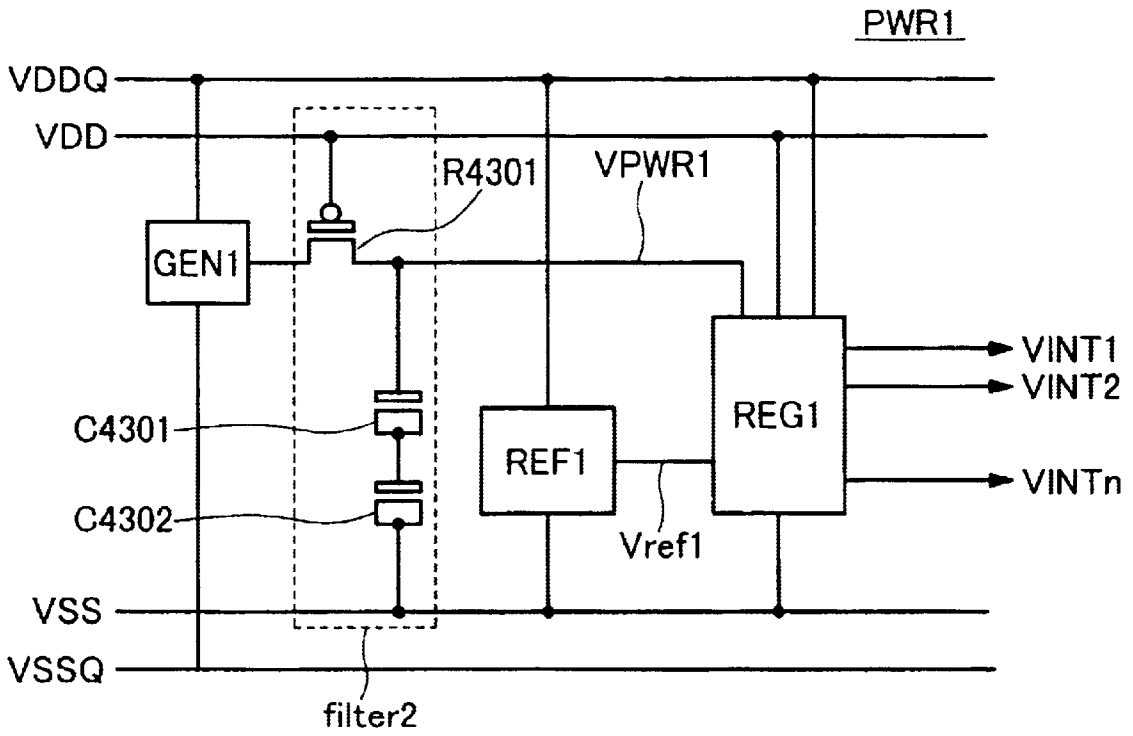 PWR1
VDDQ
VDD
R4301
VPWR1
GEN1
VINT1
VINT2
C4301
REG1
REF1
VINTn
C4302
Vref1
VSS
VSSQ
filter2